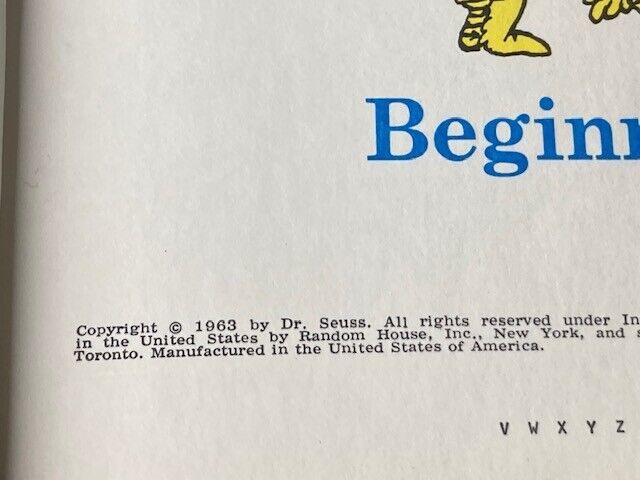 Beginn
Copyright © 1963 by Dr. Seuss. All rights reserved under In
in the United States by Random House, Inc., New York, and s
Toronto. Manufactured in the United States of America.
V W X Y Z